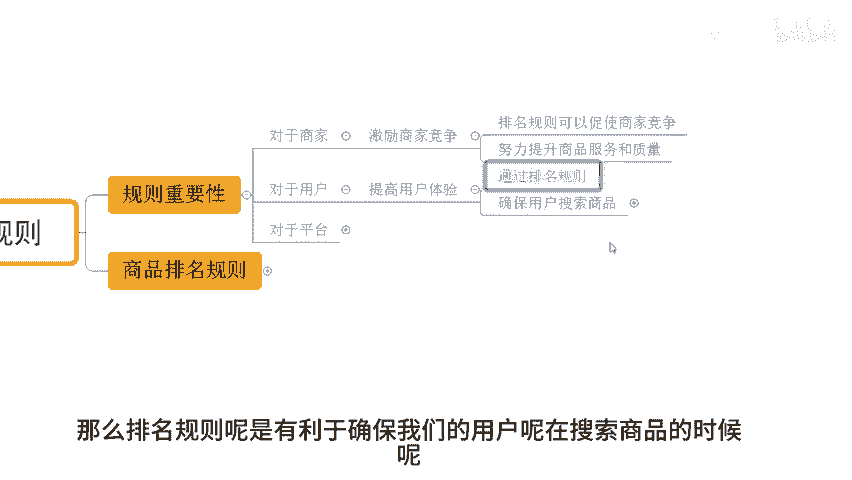 排名规则可以促使商家竞争
对于商家 激励商家竞争
努力提升商品服务和质量
通过排名规则
规则重要性 对于用户 提高用户体验
确保用户搜索商品
对于平台
规则
商品排名规则
那么排名规则呢是有利于确保我们的用户呢在搜索商品的时候
呢